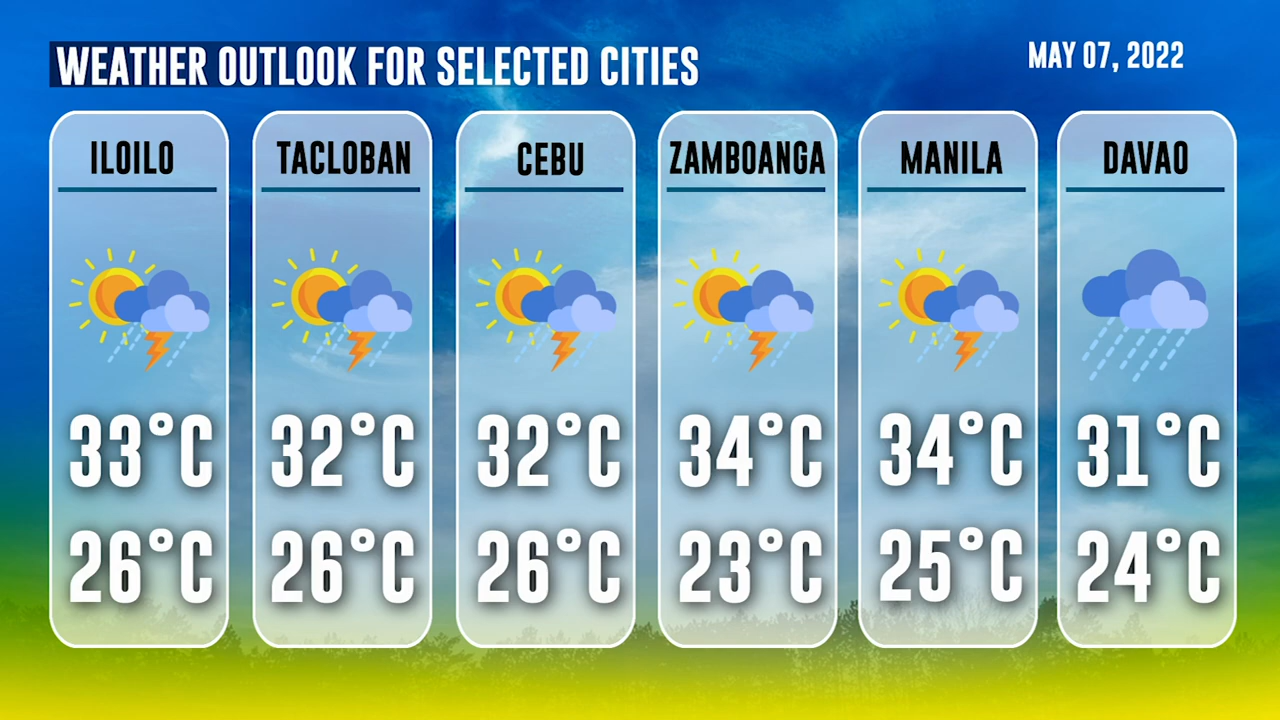 WEATHER OUTLOOK FOR SELECTED CITIES
MAY 07, 2022
ILOILO
33°C
26°C
TACLOBAN
32°C
26°C
CEBU
32°C
26°C
ZAMBOANGA
34°C
23°C
MANILA
34°C
25°C
DAVAO
31°C
24°C